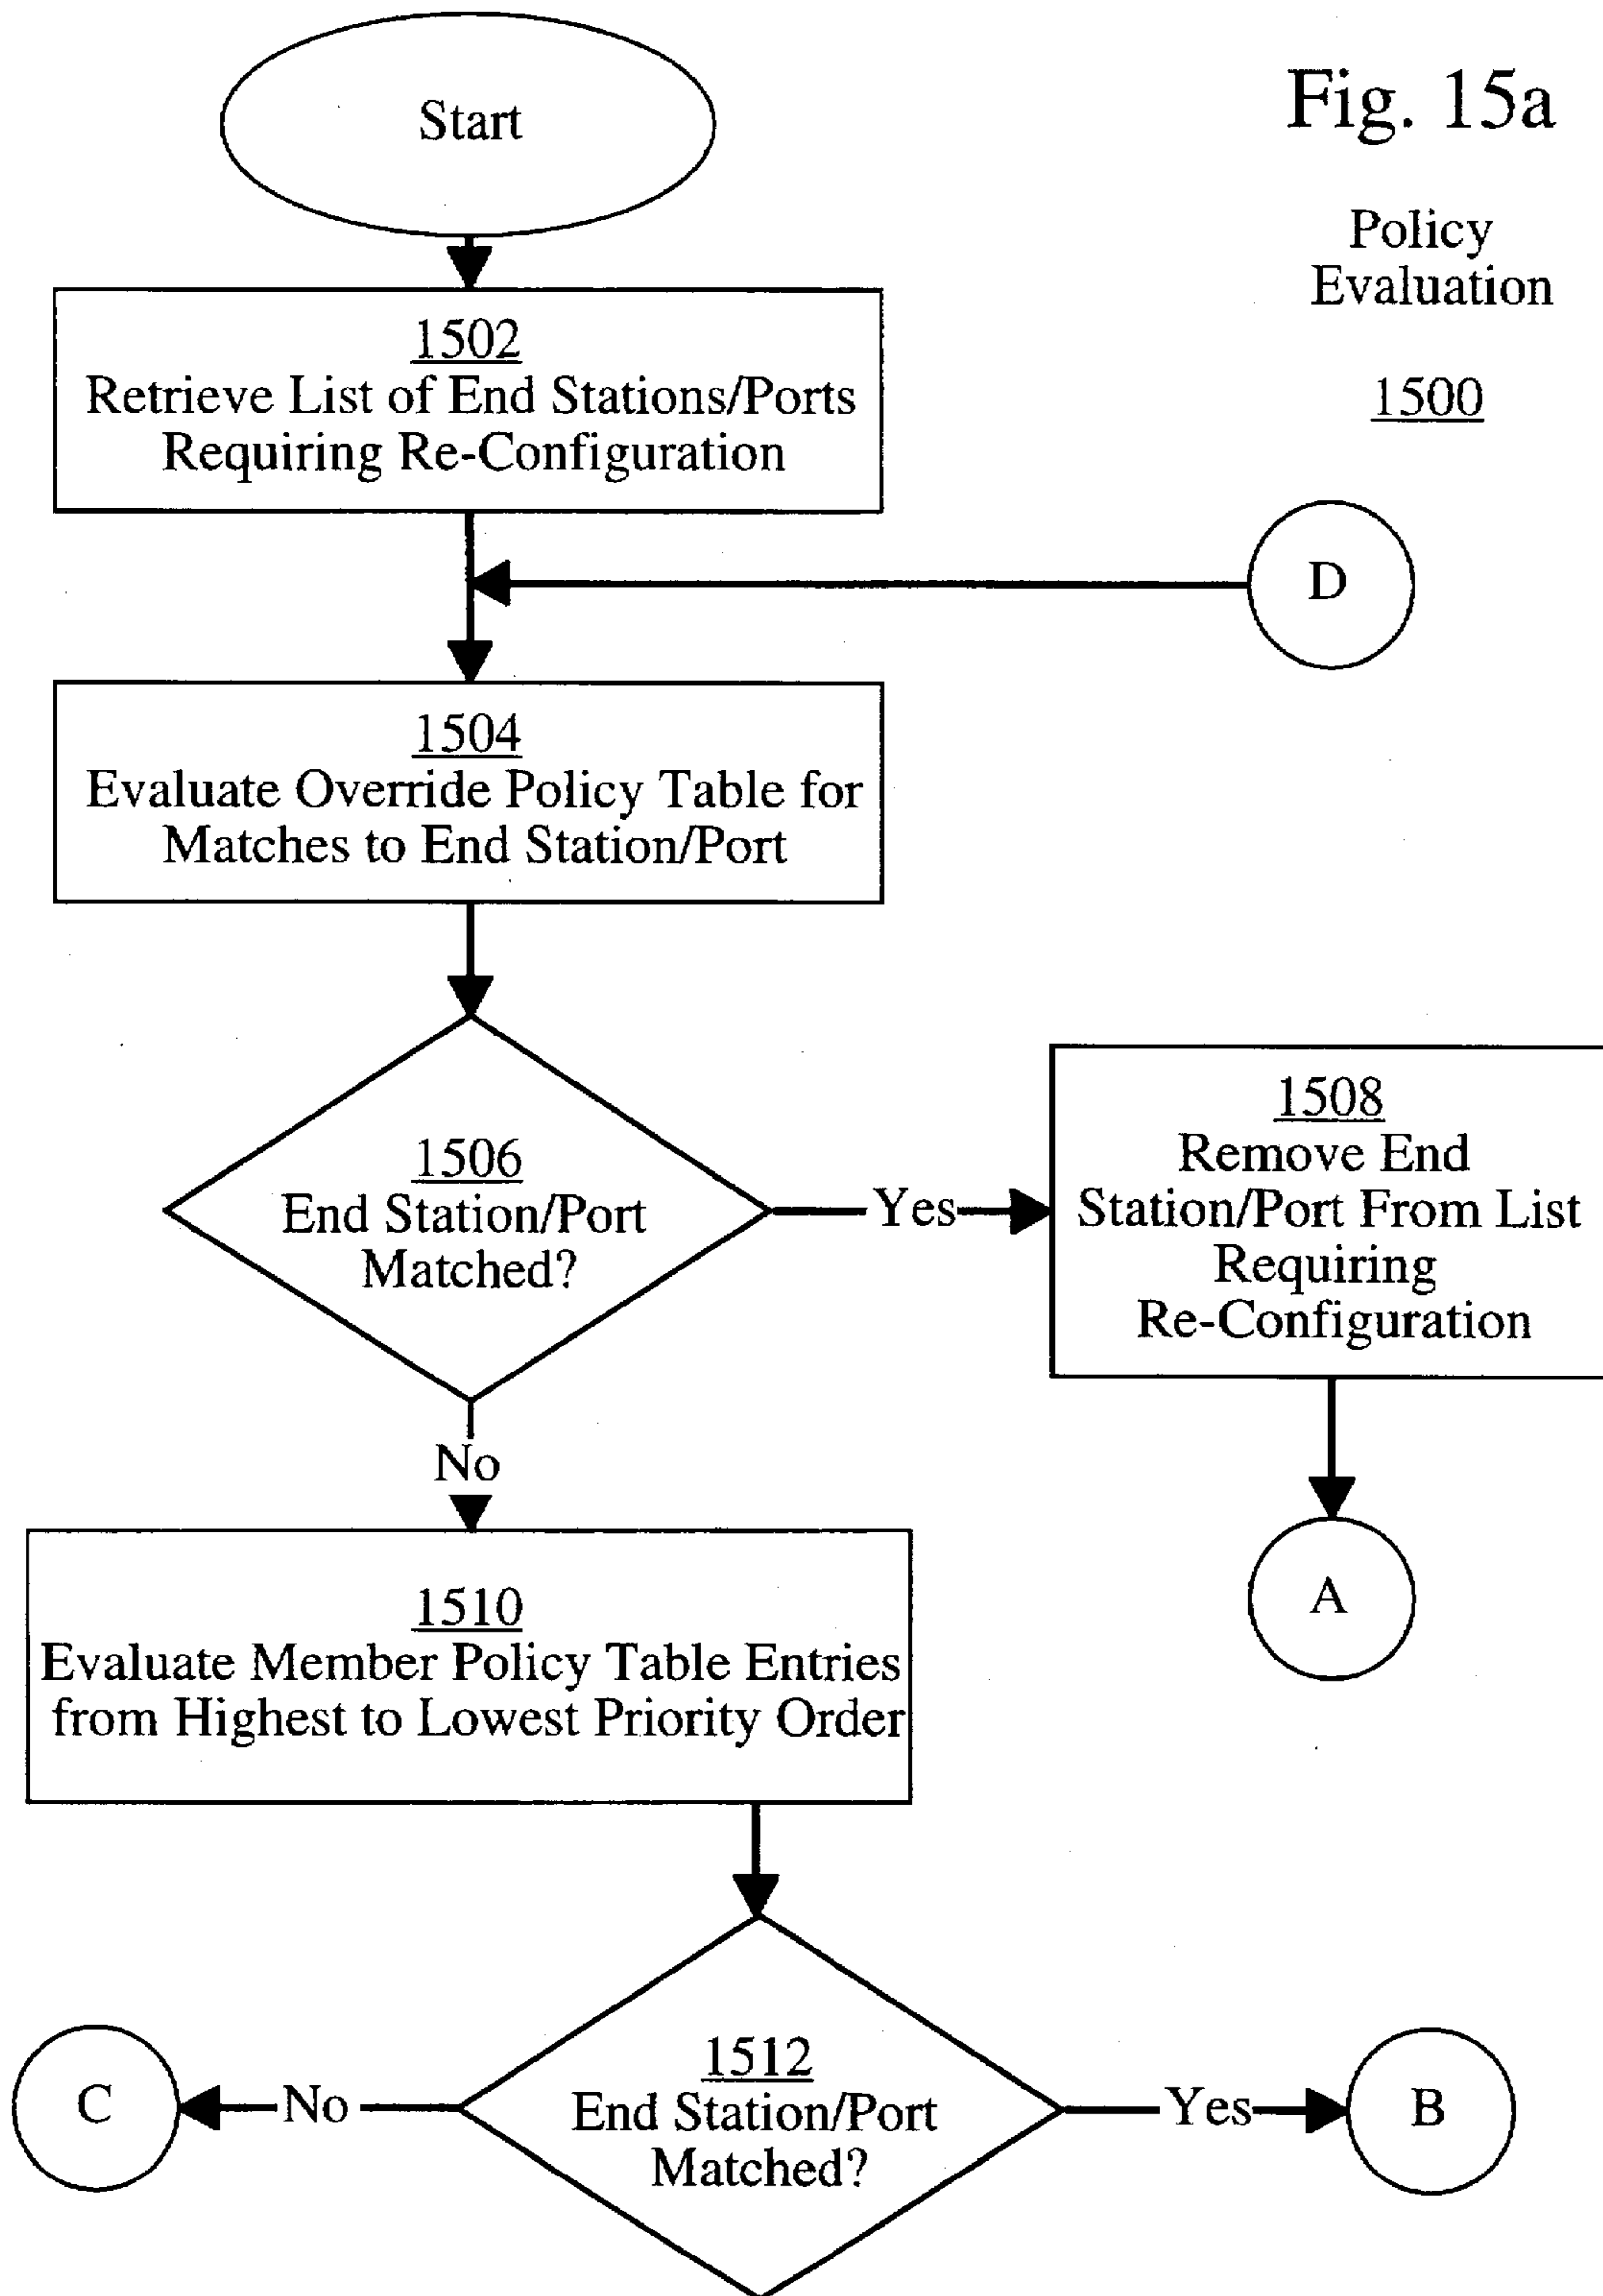 Start
Fig. 15a
Policy
Evaluation
1500
1502
Retrieve List of End Stations/Ports
Requiring Re-Configuration
D
1504
Evaluate Override Policy Table for
Matches to End Station/Port
1506
End Station/Port
Matched?
Yes
1508
Remove End
Station/Port From List
Requiring
Re-Configuration
No
A
1510
Evaluate Member Policy Table Entries
from Highest to Lowest Priority Order
1512
End Station/Port
Matched?
C
No
Yes
B